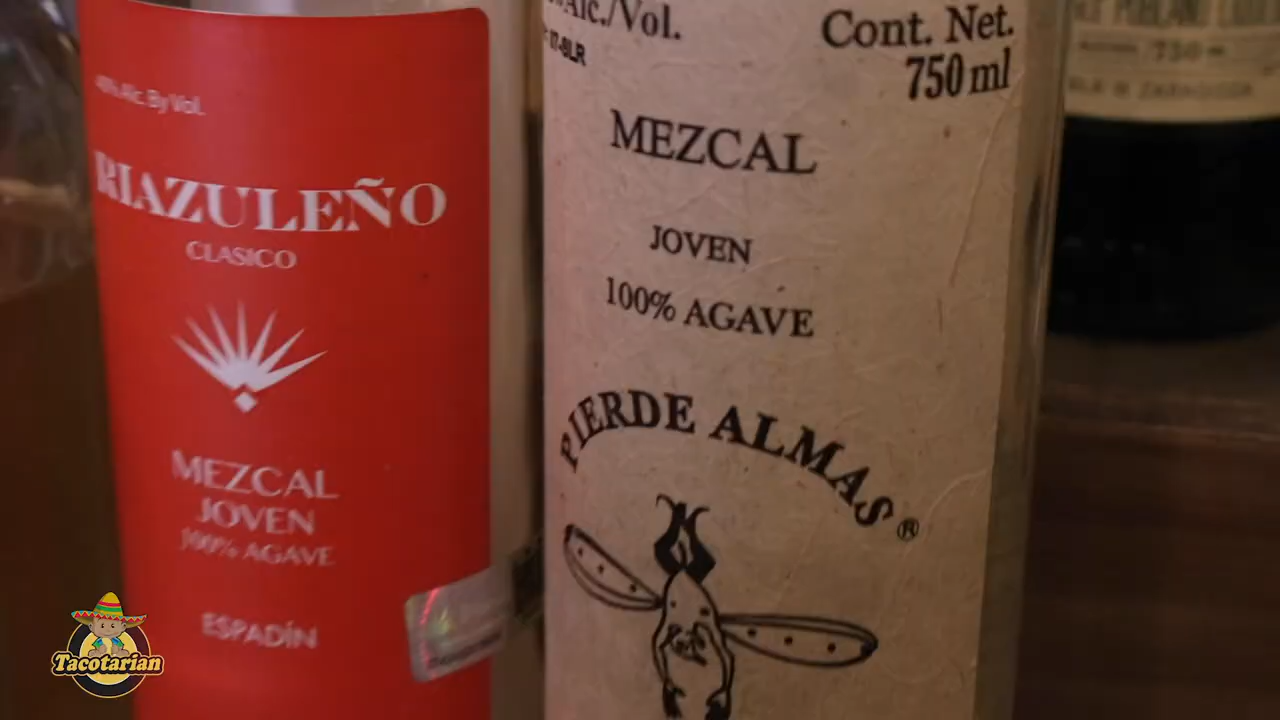 40% Alc. By Vol.
RIAZULEÑO
CLASICO
MEZCAL
JOVEN
100% AGAVE
ESPADÍN
Alc./Vol.
Cont. Net.
750 ml
MEZCAL
JOVEN
100% AGAVE
PIERDE ALMAS ®
750
Tacotarian